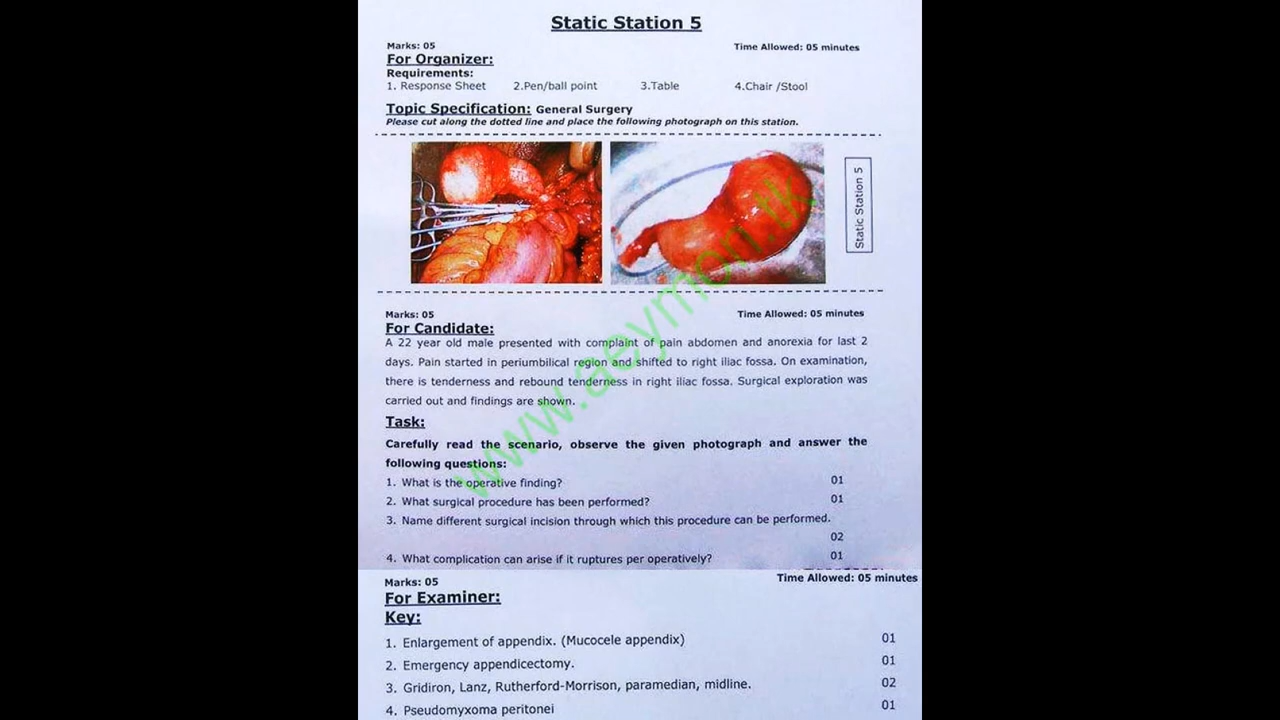 Static Station 5
Marks: 05 Time Allowed: 05 minutes
For Organizer:
Requirements:
1. Response Sheet 2.Pen/ball point 3.Table 4.Chair /Stool
Topic Specification: General Surgery
Please cut along the dotted line and place the following photograph on this station.
Static Station 5
Marks: 05 Time Allowed: 05 minutes
For Candidate:
A 22 year old male presented with complaint of pain abdomen and anorexia for last 2
days. Pain started in periumbilical region and shifted to right iliac fossa. On examination,
there is tenderness and rebound tenderness in right iliac fossa. Surgical exploration was
carried out and findings are shown.
Task:
Carefully read the scenario, observe the given photograph and answer the
following questions:
1. What is the operative finding? 01
2. What surgical procedure has been performed? 01
3. Name different surgical incision through which this procedure can be performed.
02
4. What complication can arise if it ruptures per operatively? 01
www.aeymon.tk
Marks: 05 Time Allowed: 05 minutes
For Examiner:
Key:
1. Enlargement of appendix. (Mucocele appendix) 01
2. Emergency appendicectomy. 01
3. Gridiron, Lanz, Rutherford-Morrison, paramedian, midline. 02
4. Pseudomyxoma peritonei 01